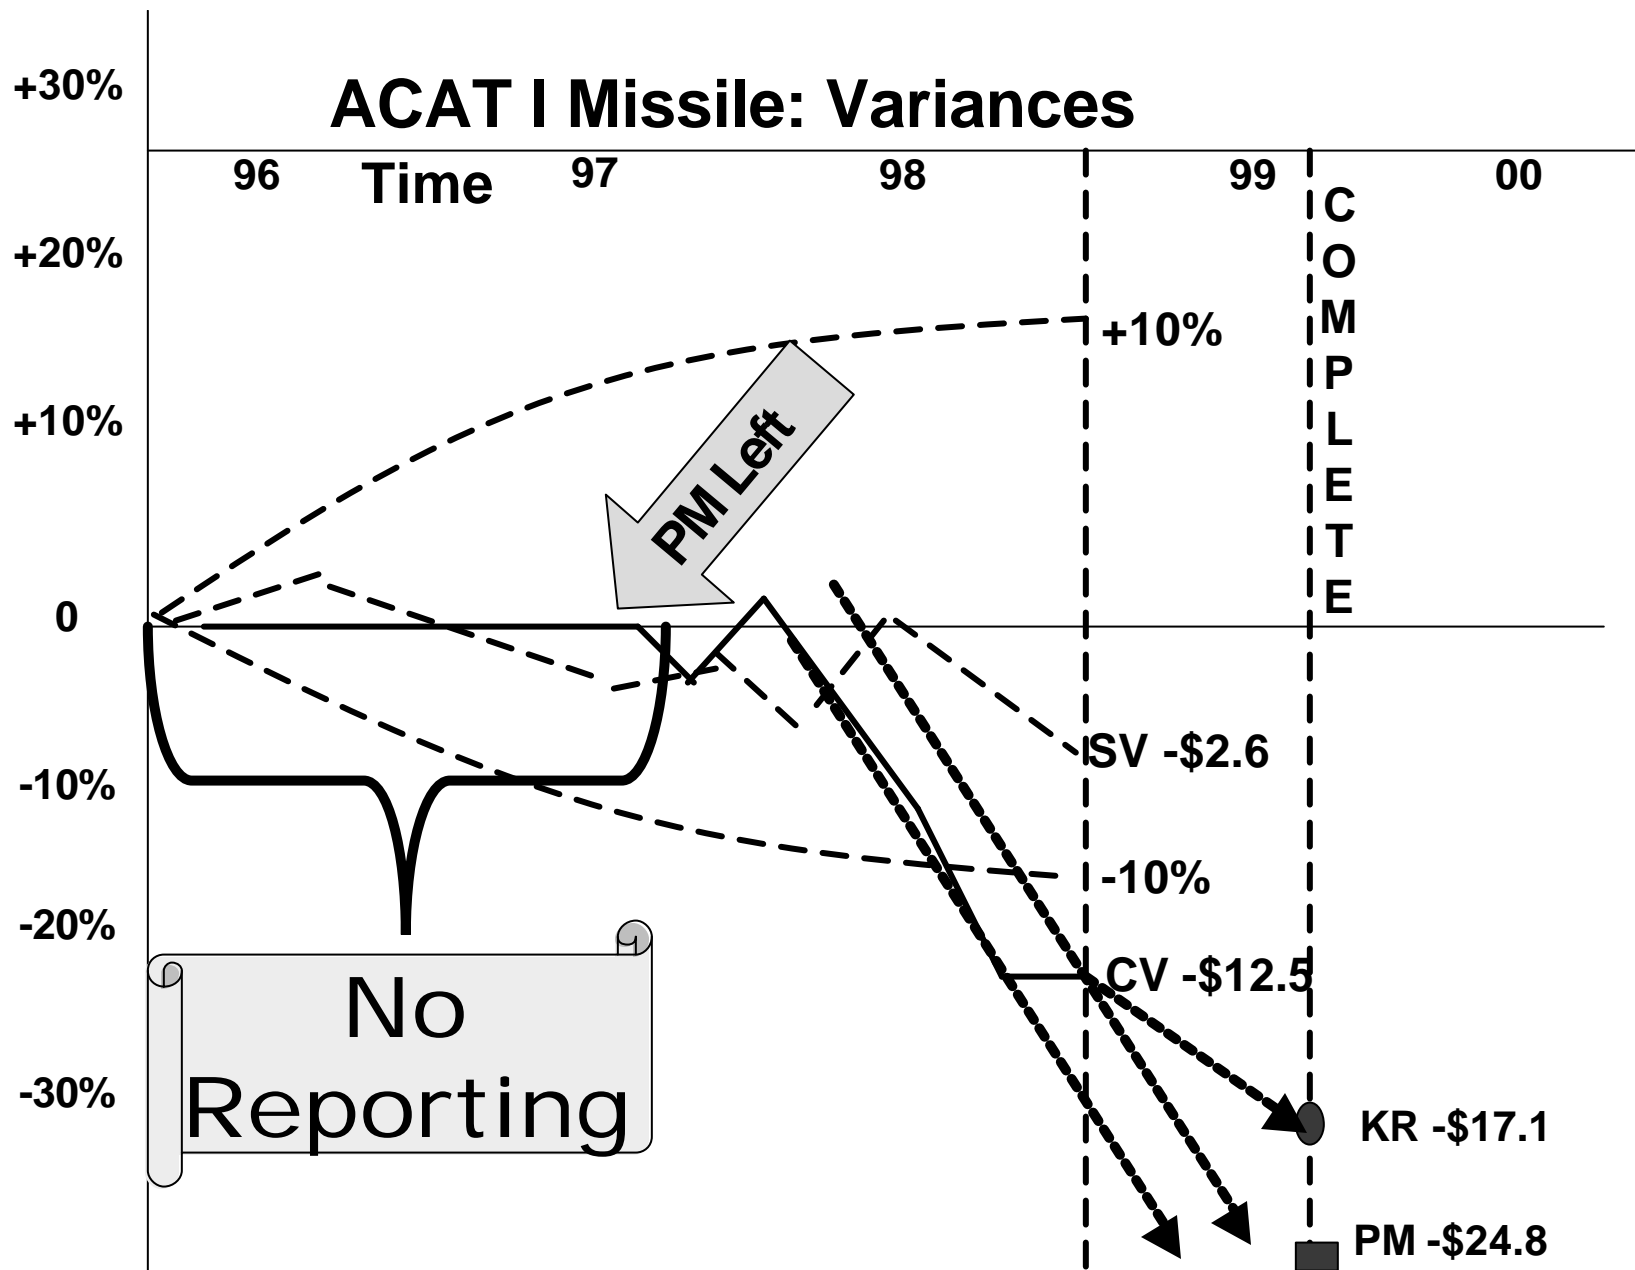 +30%
ACAT I Missile: Variances
96
Time
97
98
99
00
+20%
COMPLETE
+10%
+10%
PM Left
0
SV -$2.6
-10%
-10%
-20%
CV -$12.5
No
Reporting
-30%
KR -$17.1
PM -$24.8